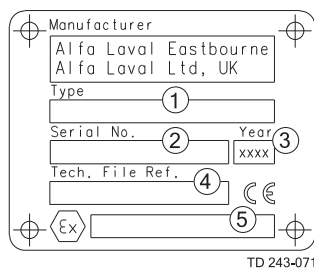 Manufacturer
Alfa Laval Eastbourne
Alfa Laval Ltd, UK
Type
1
Serial No.
2
Year
3
xxxx
Tech. File Ref.
4
CE
5
Ex
TD 243-071